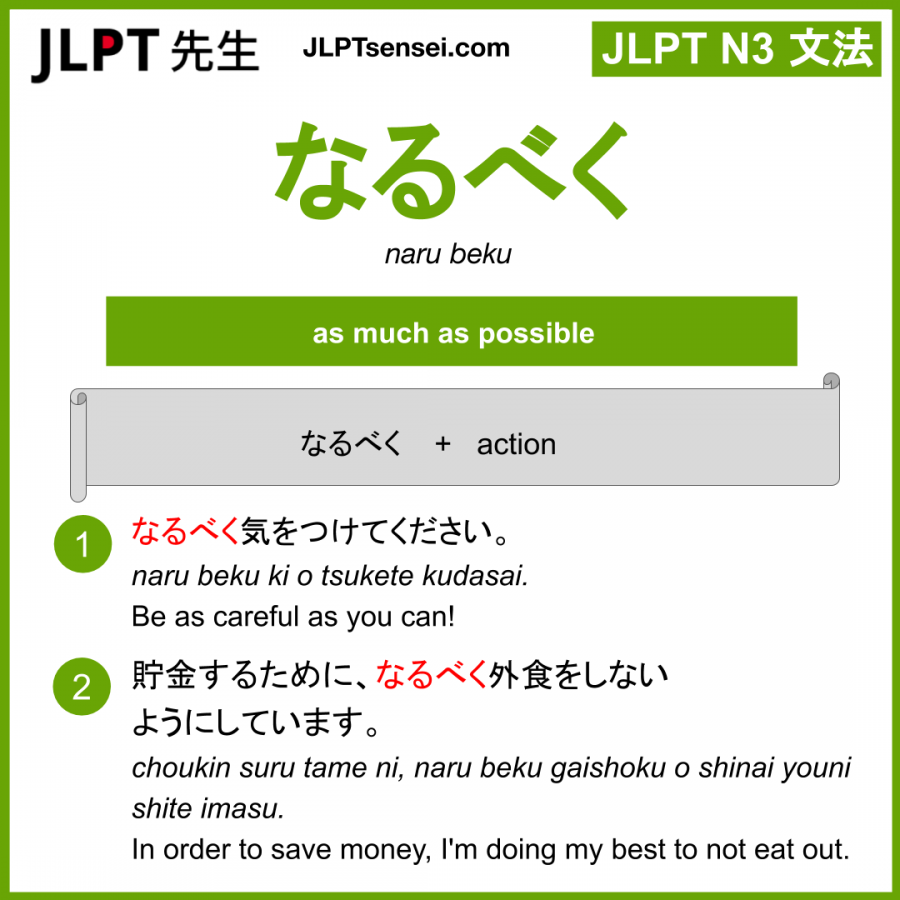 JLPT 先生
JLPTsensei.com
JLPT N3 文法
なるべく
naru beku
as much as possible
なるべく + action
1
なるべく気をつけてください。
naru beku ki o tsukete kudasai.
Be as careful as you can!
2
貯金するために、なるべく外食をしない
ようにしています。
choukin suru tame ni, naru beku gaishoku o shinai youni
shite imasu.
In order to save money, I'm doing my best to not eat out.